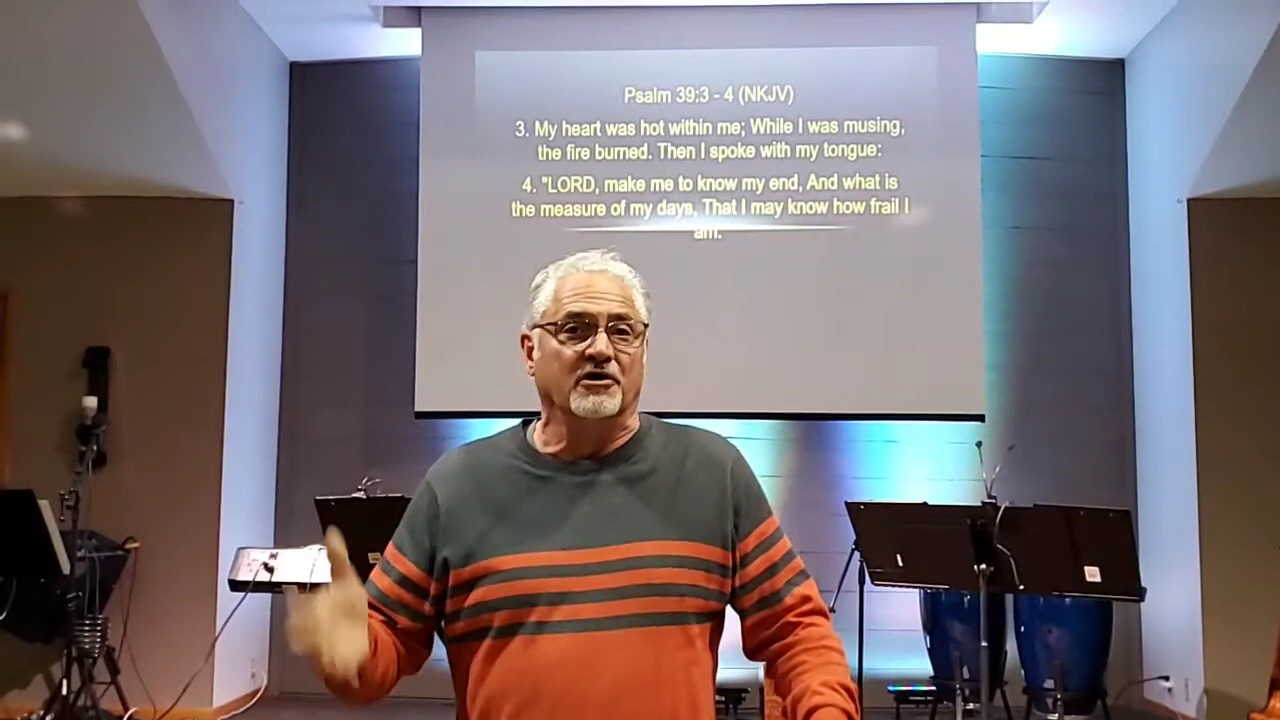 Psalm 39:3 - 4 (NKJV)
3. My heart was hot within me; While I was musing,
the fire burned. Then I spoke with my tongue:
4. "LORD, make me to know my end, And what is
the measure of my days, That I may know how frail I
am.